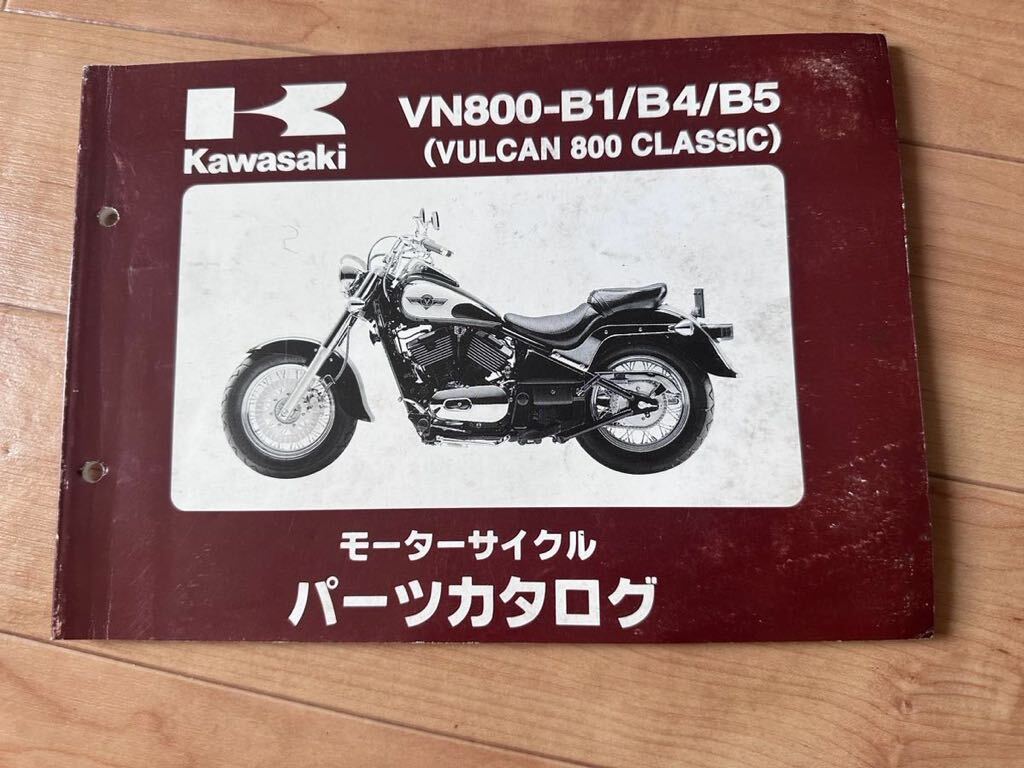 Kawasaki
VN800-B1/B4/B5
(VULCAN 800 CLASSIC)
モーターサイクル
パーツカタログ